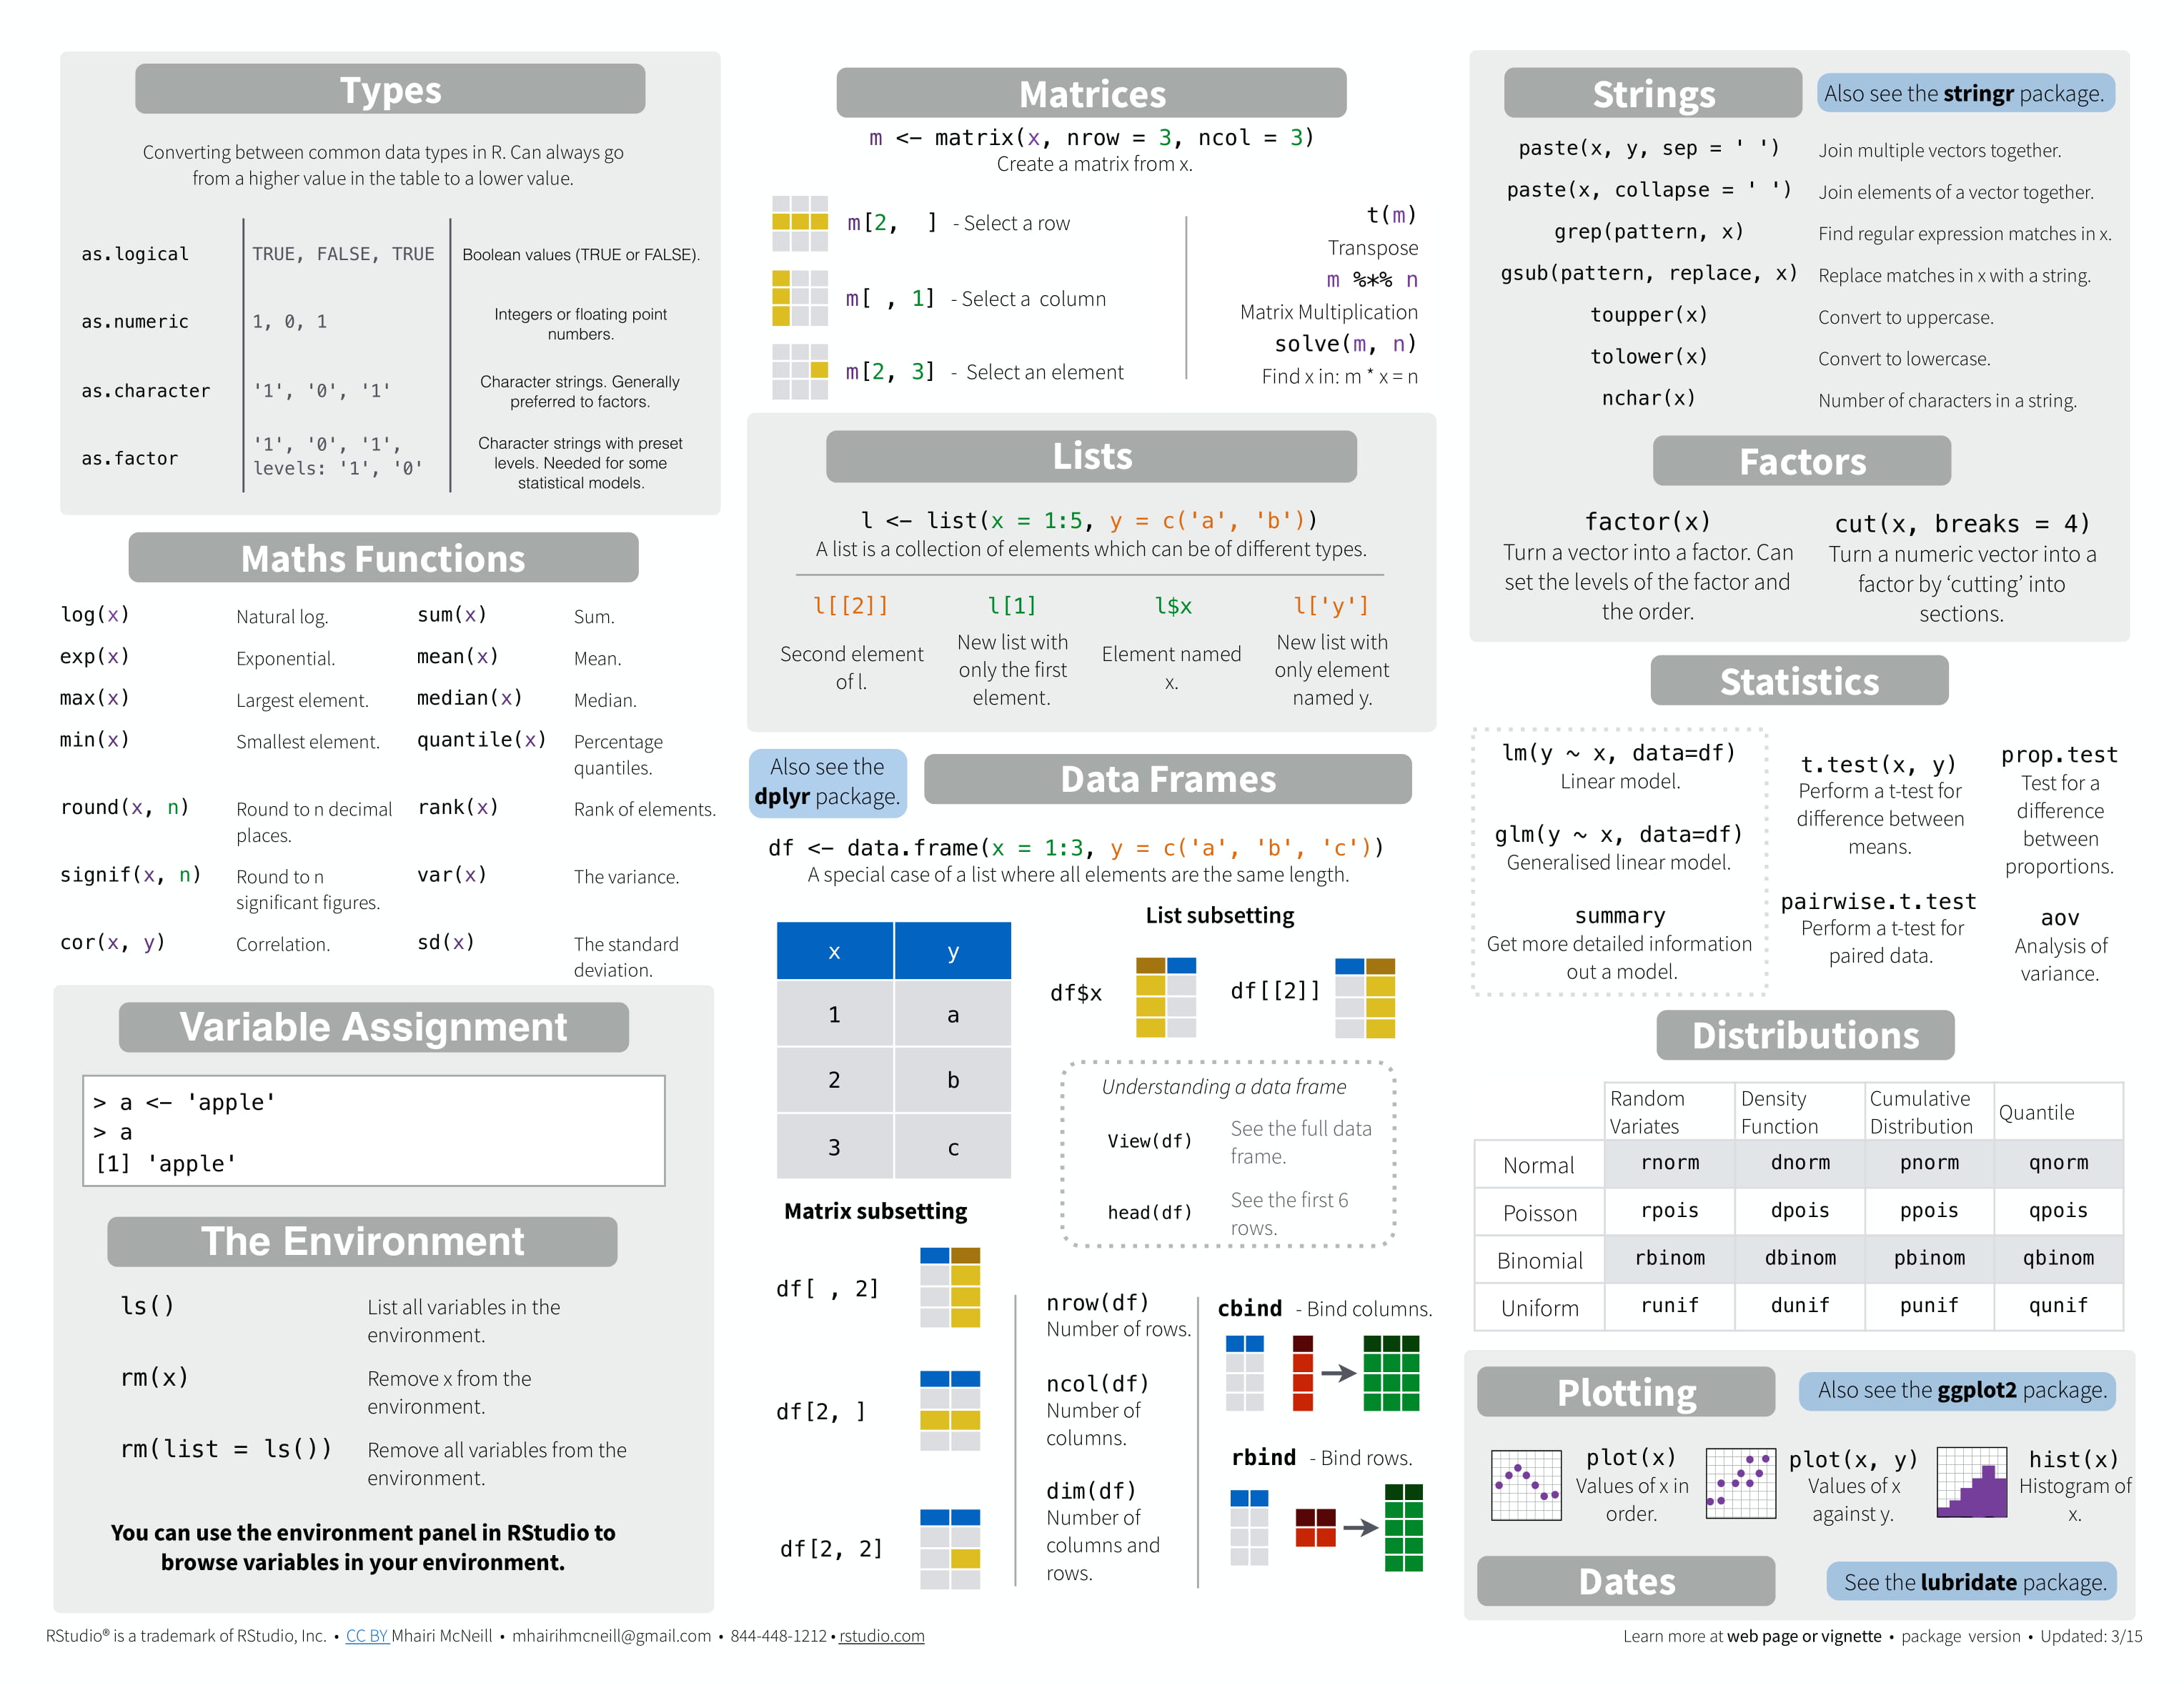 Types
Converting between common data types in R. Can always go
from a higher value in the table to a lower value.
as.logical
TRUE, FALSE, TRUE
Boolean values (TRUE or FALSE).
as.numeric
1, 0, 1
Integers or floating point
numbers.
as.character
'1', '0', '1'
Character strings. Generally
preferred to factors.
as.factor
'1', '0', '1',
levels: '1', '0'
Character strings with preset
levels. Needed for some
statistical models.
Maths Functions
log(x)
Natural log.
sum(x)
Sum.
exp(x)
Exponential.
mean(x)
Mean.
max(x)
Largest element.
median(x)
Median.
min(x)
Smallest element.
quantile(x)
Percentage
quantiles.
round(x, n)
Round to n decimal
places.
rank(x)
Rank of elements.
signif(x, n)
Round to n
significant figures.
var(x)
The variance.
cor(x, y)
Correlation.
sd(x)
The standard
deviation.
Variable Assignment
> a <- 'apple'
> a
[1] 'apple'
The Environment
ls()
List all variables in the
environment.
rm(x)
Remove x from the
environment.
rm(list = ls())
Remove all variables from the
environment.
You can use the environment panel in RStudio to
browse variables in your environment.
Matrices
m <- matrix(x, nrow = 3, ncol = 3)
Create a matrix from x.
m[2, ] - Select a row
m[ , 1] - Select a column
m[2, 3] - Select an element
t(m)
Transpose
m %*% n
Matrix Multiplication
solve(m, n)
Find x in: m * x = n
Lists
l <- list(x = 1:5, y = c('a', 'b'))
A list is a collection of elements which can be of different types.
l[[2]]
Second element
of l.
l[1]
New list with
only the first
element.
l$x
Element named
x.
l['y']
New list with
only element
named y.
Also see the
dplyr package.
Data Frames
df <- data.frame(x = 1:3, y = c('a', 'b', 'c'))
A special case of a list where all elements are the same length.
x y
1 a
2 b
3 c
List subsetting
df$x
df[[2]]
Understanding a data frame
View(df)
See the full data
frame.
head(df)
See the first 6
rows.
Matrix subsetting
df[ , 2]
df[2, ]
df[2, 2]
nrow(df)
Number of rows.
ncol(df)
Number of
columns.
dim(df)
Number of
columns and
rows.
cbind - Bind columns.
rbind - Bind rows.
Strings
Also see the stringr package.
paste(x, y, sep = ' ')
Join multiple vectors together.
paste(x, collapse = ' ')
Join elements of a vector together.
grep(pattern, x)
Find regular expression matches in x.
gsub(pattern, replace, x)
Replace matches in x with a string.
toupper(x)
Convert to uppercase.
tolower(x)
Convert to lowercase.
nchar(x)
Number of characters in a string.
Factors
factor(x)
Turn a vector into a factor. Can
set the levels of the factor and
the order.
cut(x, breaks = 4)
Turn a numeric vector into a
factor by ‘cutting’ into
sections.
Statistics
lm(y ~ x, data=df)
Linear model.
glm(y ~ x, data=df)
Generalised linear model.
summary
Get more detailed information
out a model.
t.test(x, y)
Perform a t-test for
difference between
means.
pairwise.t.test
Perform a t-test for
paired data.
prop.test
Test for a
difference
between
proportions.
aov
Analysis of
variance.
Distributions
Random
Variates
Density
Function
Cumulative
Distribution
Quantile
Normal rnorm dnorm pnorm qnorm
Poisson rpois dpois ppois qpois
Binomial rbinom dbinom pbinom qbinom
Uniform runif dunif punif qunif
Plotting
Also see the ggplot2 package.
plot(x)
Values of x in
order.
plot(x, y)
Values of x
against y.
hist(x)
Histogram of
x.
Dates
See the lubridate package.
RStudio® is a trademark of RStudio, Inc. • CC BY Mhairi McNeill • mhairihmcneill@gmail.com • 844-448-1212 • rstudio.com
Learn more at web page or vignette • package version • Updated: 3/15